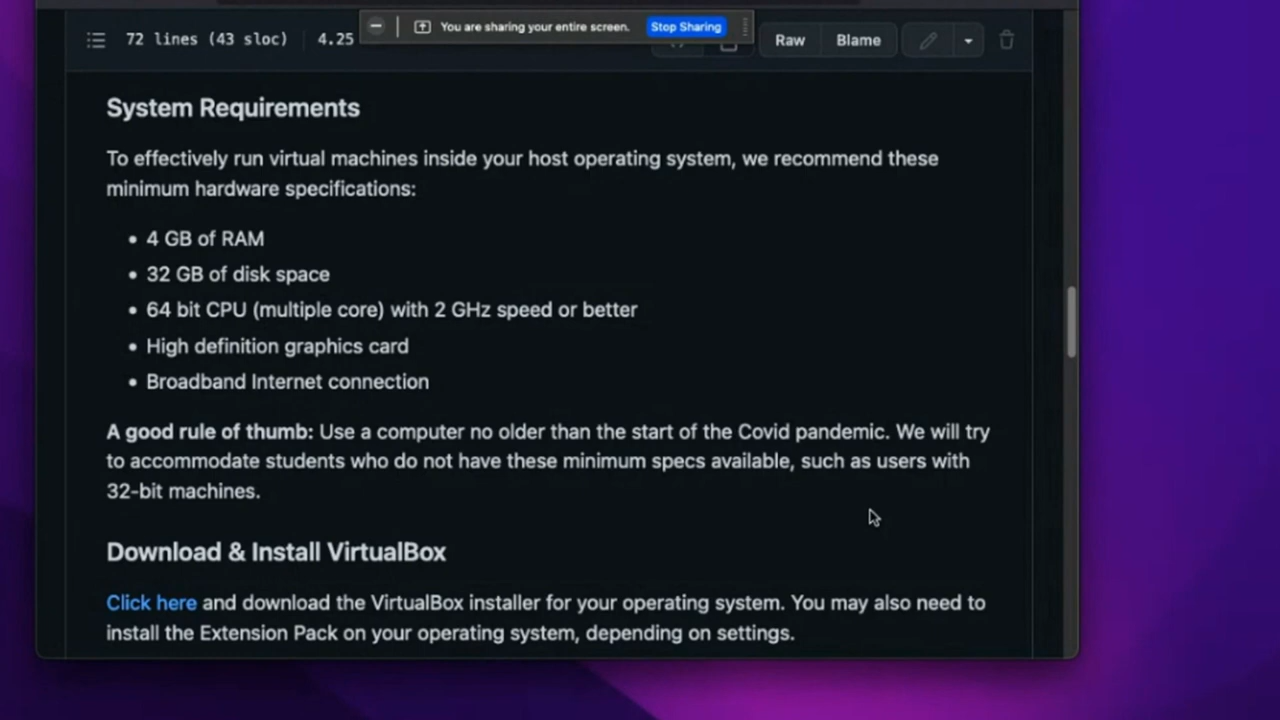 You are sharing your entire screen. Stop Sharing
72 lines (43 sloc) 4.25 Raw Blame
System Requirements
To effectively run virtual machines inside your host operating system, we recommend these
minimum hardware specifications:
• 4 GB of RAM
• 32 GB of disk space
• 64 bit CPU (multiple core) with 2 GHz speed or better
• High definition graphics card
• Broadband Internet connection
A good rule of thumb: Use a computer no older than the start of the Covid pandemic. We will try
to accommodate students who do not have these minimum specs available, such as users with
32-bit machines.
Download & Install VirtualBox
Click here and download the VirtualBox installer for your operating system. You may also need to
install the Extension Pack on your operating system, depending on settings.